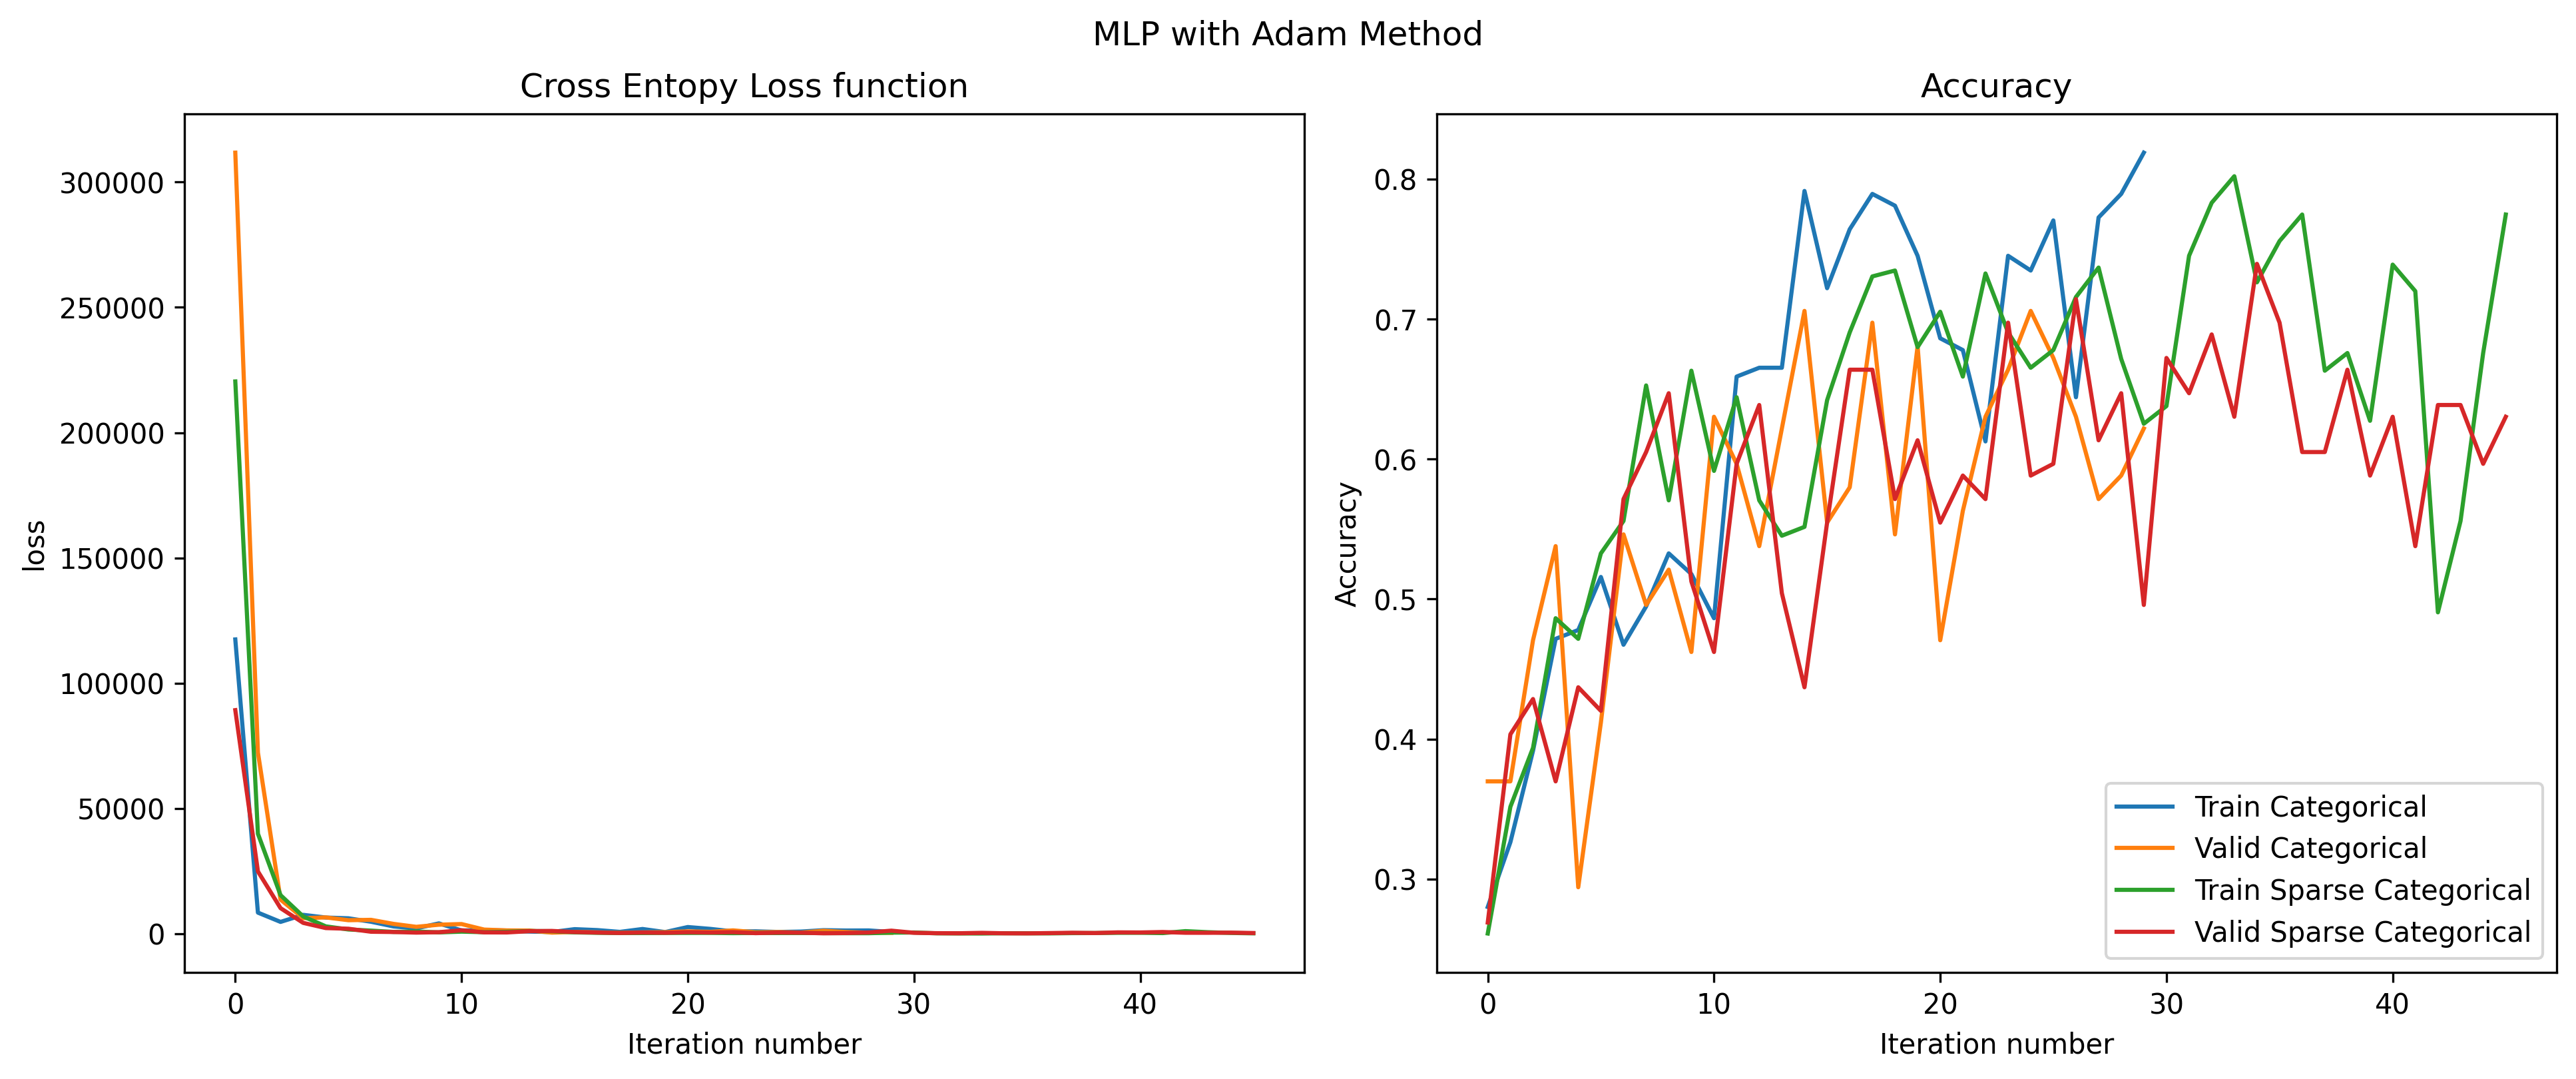 MLP with Adam Method
Cross Entopy Loss function
300000
250000
200000
150000
100000
50000
0
loss
0 10 20 30 40
Iteration number
Accuracy
0.8
0.7
0.6
0.5
0.4
0.3
Accuracy
Train Categorical
Valid Categorical
Train Sparse Categorical
Valid Sparse Categorical
0 10 20 30 40
Iteration number